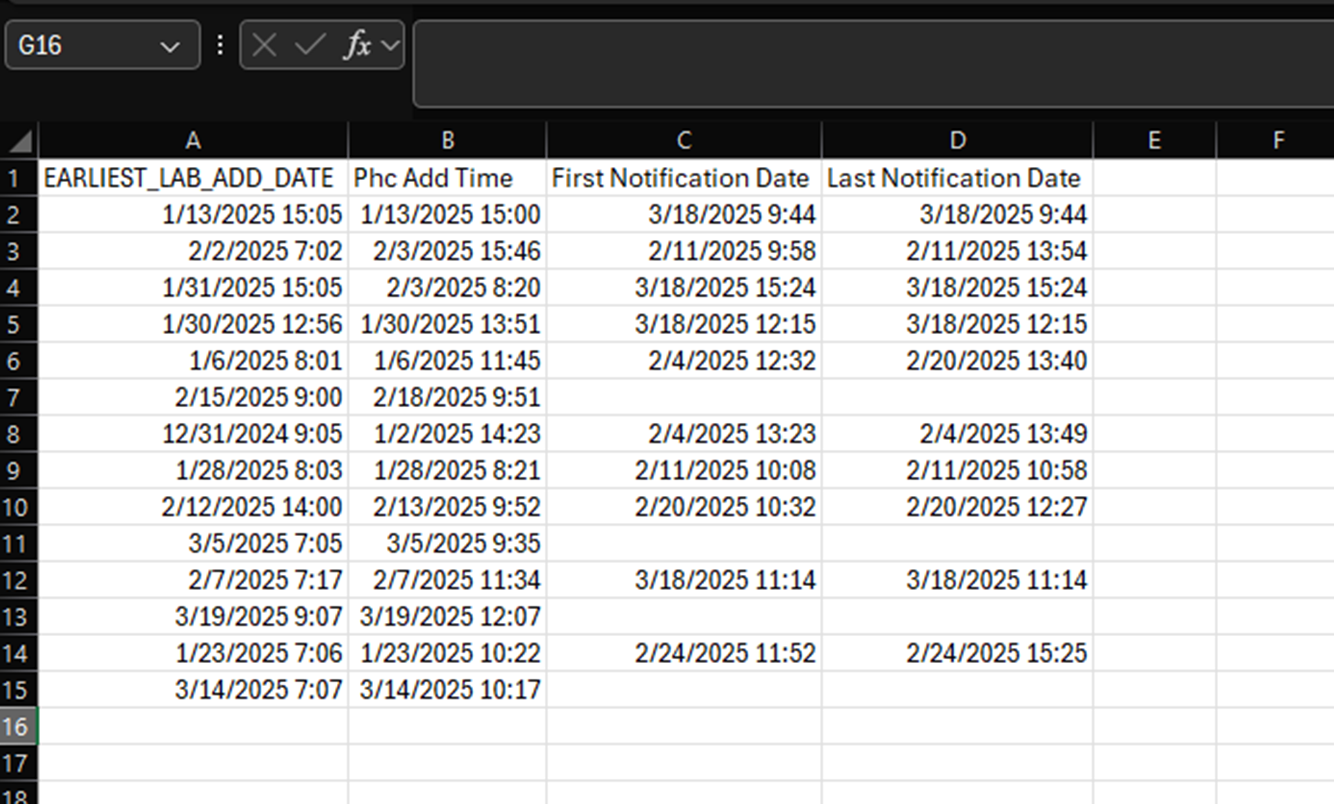 G16 fx
A B C D E F
1 EARLIEST_LAB_ADD_DATE Phc Add Time First Notification Date Last Notification Date
2 1/13/2025 15:05 1/13/2025 15:00 3/18/2025 9:44 3/18/2025 9:44
3 2/2/2025 7:02 2/3/2025 15:46 2/11/2025 9:58 2/11/2025 13:54
4 1/31/2025 15:05 2/3/2025 8:20 3/18/2025 15:24 3/18/2025 15:24
5 1/30/2025 12:56 1/30/2025 13:51 3/18/2025 12:15 3/18/2025 12:15
6 1/6/2025 8:01 1/6/2025 11:45 2/4/2025 12:32 2/20/2025 13:40
7 2/15/2025 9:00 2/18/2025 9:51
8 12/31/2024 9:05 1/2/2025 14:23 2/4/2025 13:23 2/4/2025 13:49
9 1/28/2025 8:03 1/28/2025 8:21 2/11/2025 10:08 2/11/2025 10:58
10 2/12/2025 14:00 2/13/2025 9:52 2/20/2025 10:32 2/20/2025 12:27
11 3/5/2025 7:05 3/5/2025 9:35
12 2/7/2025 7:17 2/7/2025 11:34 3/18/2025 11:14 3/18/2025 11:14
13 3/19/2025 9:07 3/19/2025 12:07
14 1/23/2025 7:06 1/23/2025 10:22 2/24/2025 11:52 2/24/2025 15:25
15 3/14/2025 7:07 3/14/2025 10:17
16
17
18